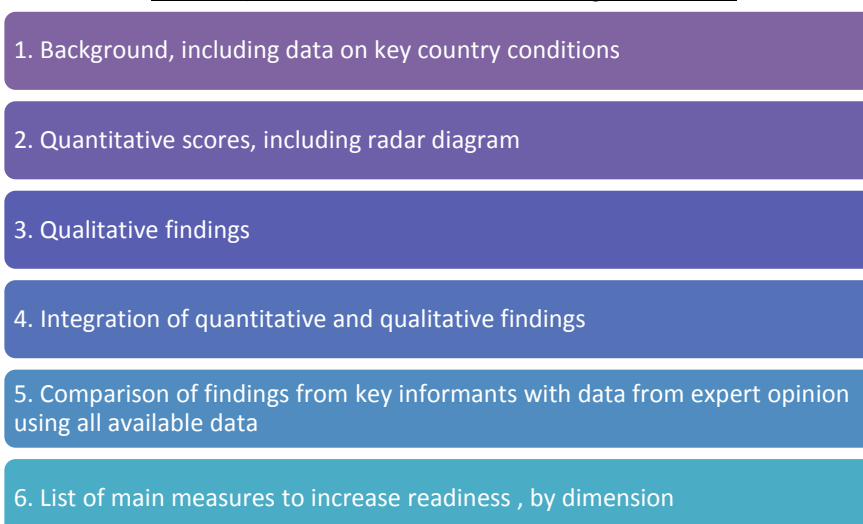 1. Background, including data on key country conditions
2. Quantitative scores, including radar diagram
3. Qualitative findings
4. Integration of quantitative and qualitative findings
5. Comparison of findings from key informants with data from expert opinion
using all available data
6. List of main measures to increase readiness , by dimension